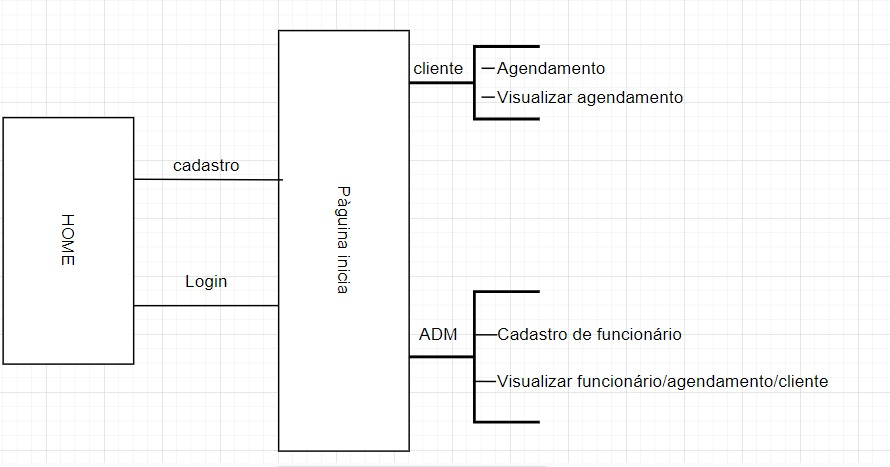 HOME
cadastro
Login
Pàguina inicia
cliente
Agendamento
Visualizar agendamento
ADM
Cadastro de funcionário
Visualizar funcionário/agendamento/cliente